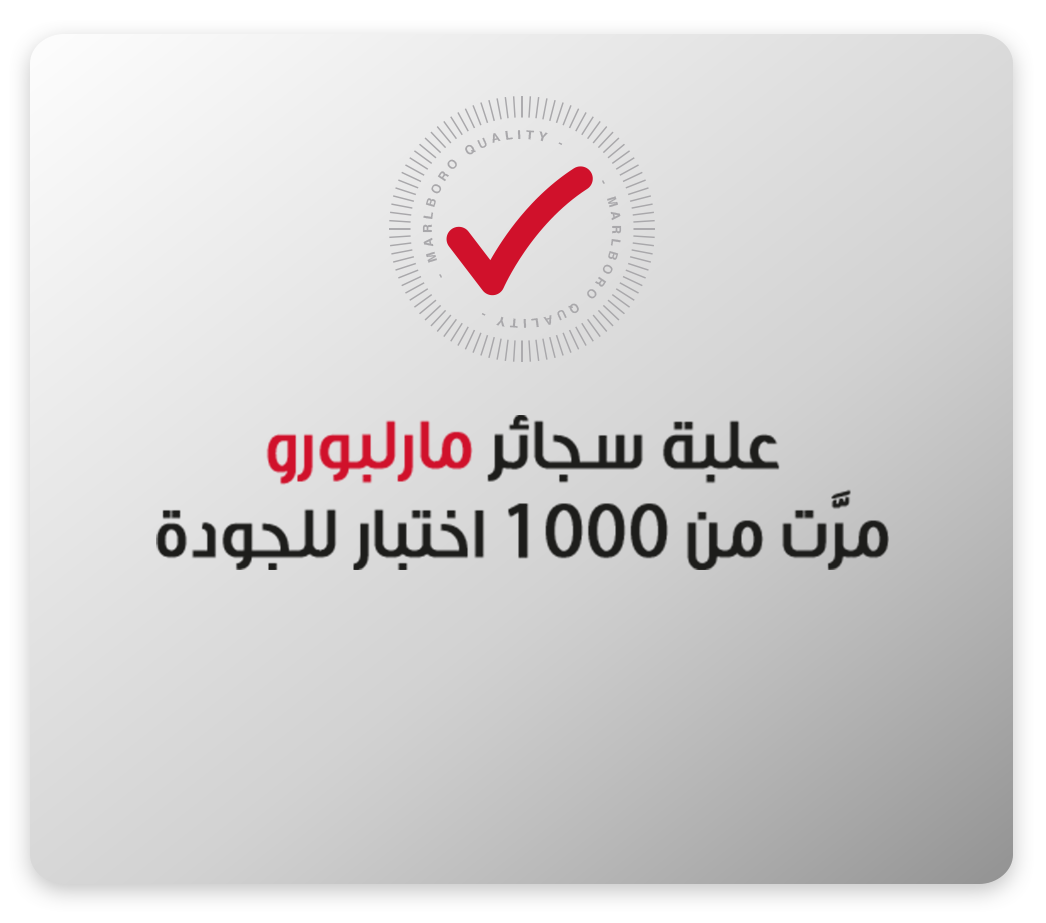 - MARLBORO QUALITY -
- MARLBORO QUALITY -
علبة سجائر مارلبورو
مرَّت من 1000 اختبار للجودة